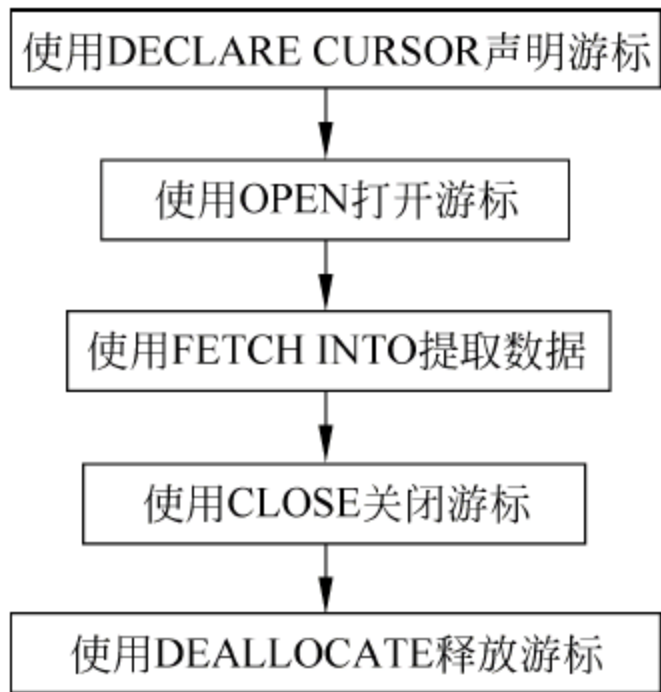 使用DECLARE CURSOR声明游标
使用OPEN打开游标
使用FETCH INTO提取数据
使用CLOSE关闭游标
使用DEALLOCATE释放游标